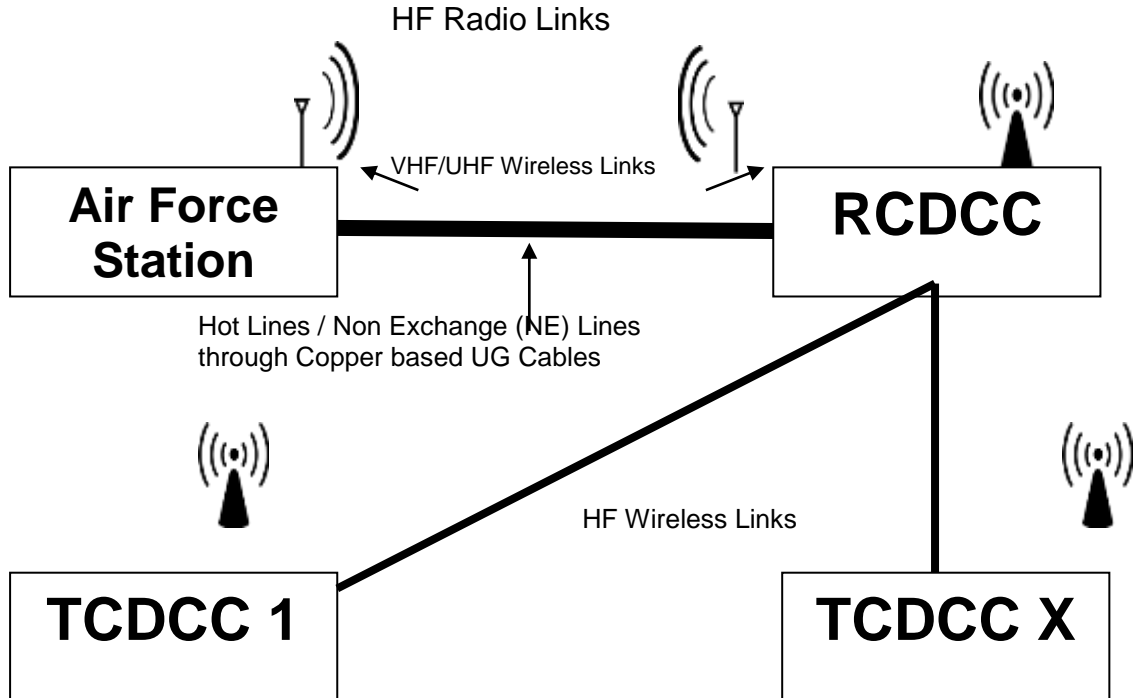 HF Radio Links
VHF/UHF Wireless Links
Air Force
Station
RCDCC
Hot Lines / Non Exchange (NE) Lines
through Copper based UG Cables
HF Wireless Links
TCDCC 1
TCDCC X